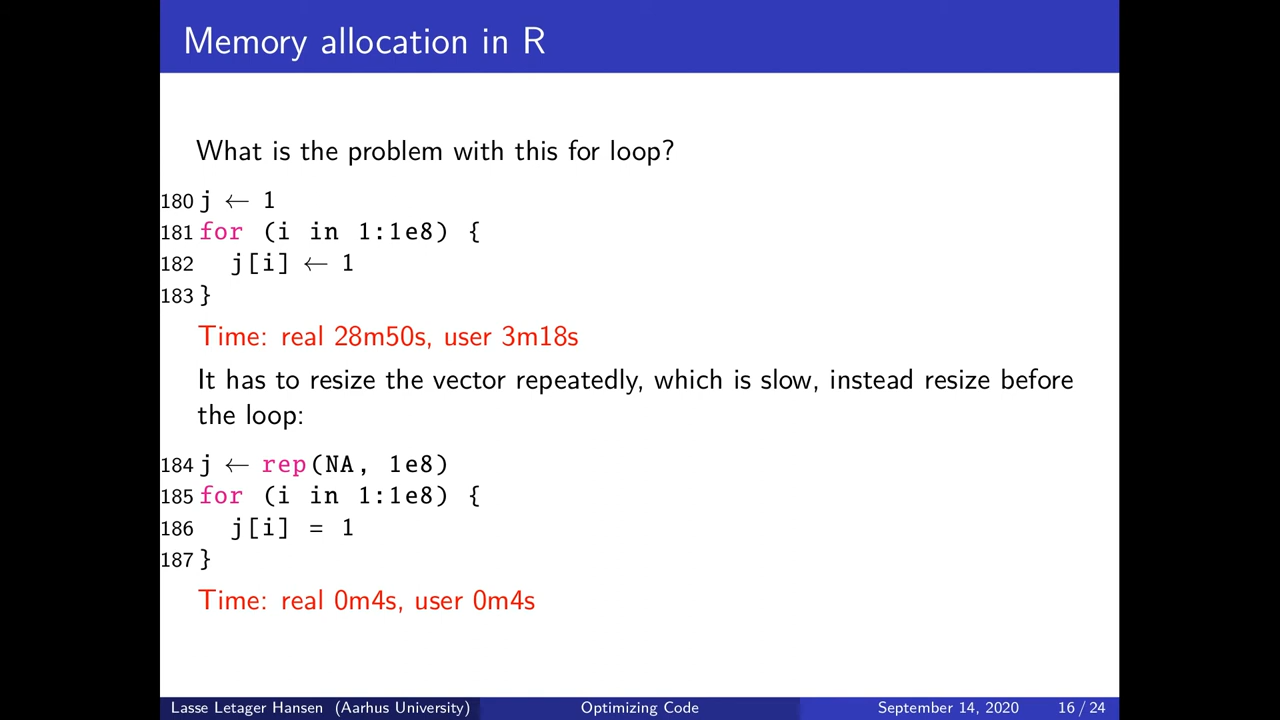 Memory allocation in R
What is the problem with this for loop?
180 j ← 1
181 for (i in 1:1e8) {
182   j[i] ← 1
183 }
Time: real 28m50s, user 3m18s
It has to resize the vector repeatedly, which is slow, instead resize before
the loop:
184 j ← rep(NA, 1e8)
185 for (i in 1:1e8) {
186   j[i] = 1
187 }
Time: real 0m4s, user 0m4s
Lasse Letager Hansen (Aarhus University) Optimizing Code September 14, 2020 16 / 24